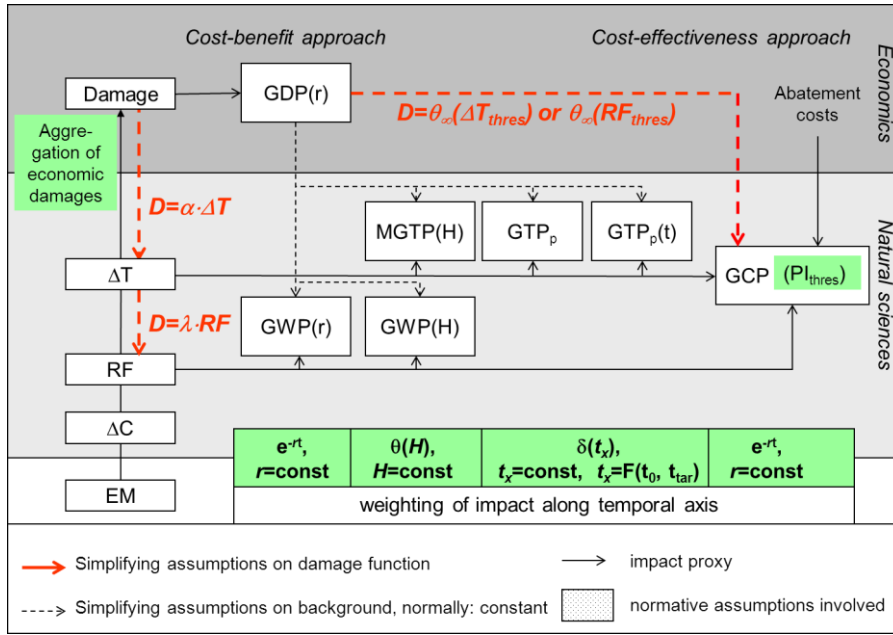 Cost-benefit approach
Cost-effectiveness approach
Economics
Damage
GDP(r)
D=θ∞(ΔTthres) or θ∞(RFthres)
Abatement
costs
Aggre-
gation of
economic
damages
D=α·ΔT
MGTP(H)
GTPp
GTPp(t)
Natural sciences
ΔT
GCP
(PIthres)
D=λ·RF
GWP(r)
GWP(H)
RF
ΔC
EM
e-rt,
r=const
θ(H),
H=const
δ(tx),
tx=const, tx=F(t0, ttar)
e-rt,
r=const
weighting of impact along temporal axis
Simplifying assumptions on damage function
impact proxy
Simplifying assumptions on background, normally: constant
normative assumptions involved